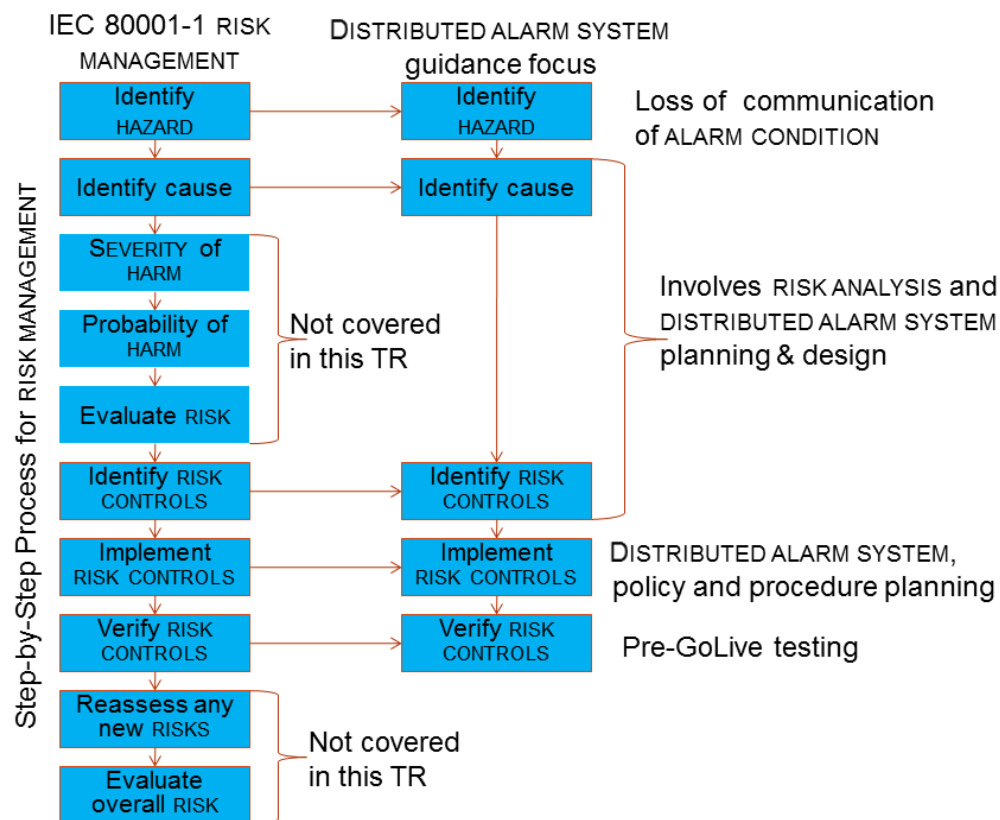 IEC 80001-1 RISK
MANAGEMENT
DISTRIBUTED ALARM SYSTEM
guidance focus
Step-by-Step Process for RISK MANAGEMENT
Identify
HAZARD
Identify
HAZARD
Loss of communication
of ALARM CONDITION
Identify cause
Identify cause
SEVERITY of
HARM
Probability of
HARM
Evaluate RISK
Not covered
in this TR
Involves RISK ANALYSIS and
DISTRIBUTED ALARM SYSTEM
planning & design
Identify RISK
CONTROLS
Identify RISK
CONTROLS
Implement
RISK CONTROLS
Implement
RISK CONTROLS
DISTRIBUTED ALARM SYSTEM,
policy and procedure planning
Verify RISK
CONTROLS
Verify RISK
CONTROLS
Pre-GoLive testing
Reassess any
new RISKS
Evaluate
overall RISK
Not covered
in this TR